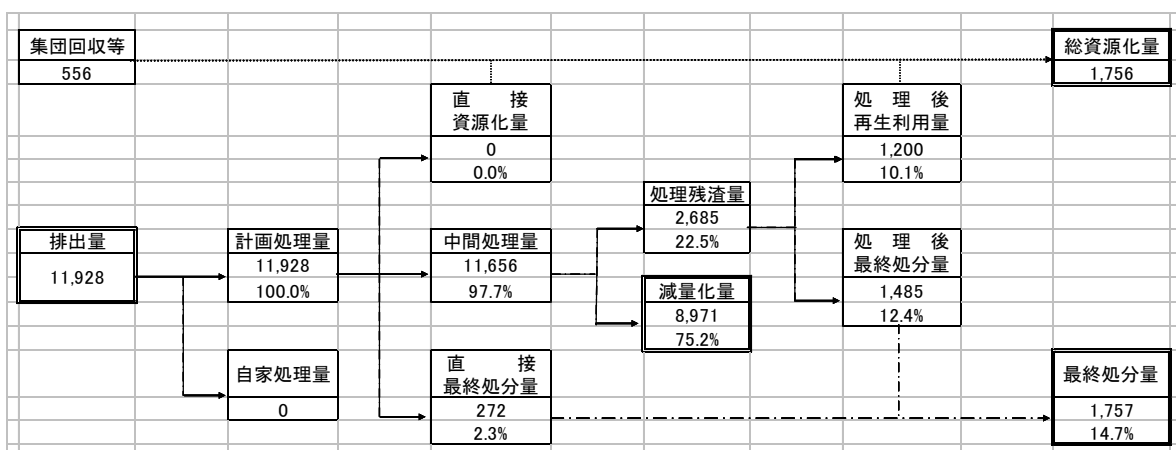 集団回収等
556
総資源化量
1,756
直　接
資源化量
0
0.0%
処　理　後
再生利用量
1,200
10.1%
処理残渣量
2,685
22.5%
排出量
11,928
計画処理量
11,928
100.0%
中間処理量
11,656
97.7%
処　理　後
最終処分量
1,485
12.4%
減量化量
8,971
75.2%
自家処理量
0
直　接
最終処分量
272
2.3%
最終処分量
1,757
14.7%